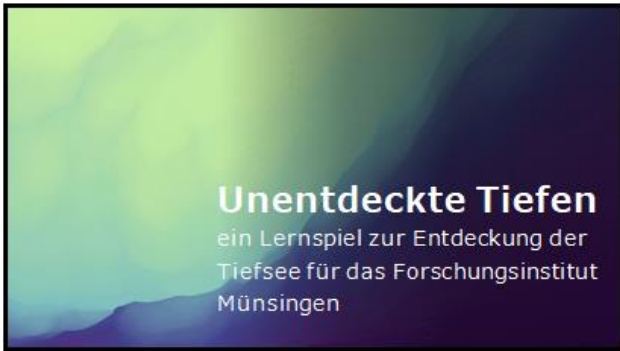 Unentdeckte Tiefen
ein Lernspiel zur Entdeckung der
Tiefsee für das Forschungsinstitut
Münsingen